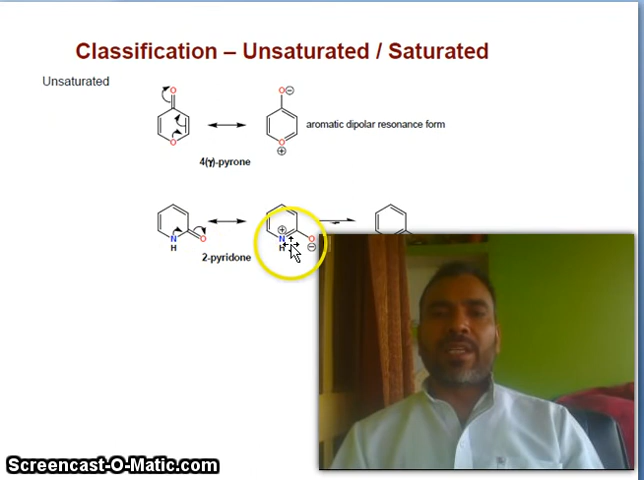 Classification – Unsaturated / Saturated
Unsaturated
O
O
⊖
aromatic dipolar resonance form
O
O
⊕
4(γ)-pyrone
⊕
N
O
N
O
H
H
⊖
2-pyridone
Screencast-O-Matic.com